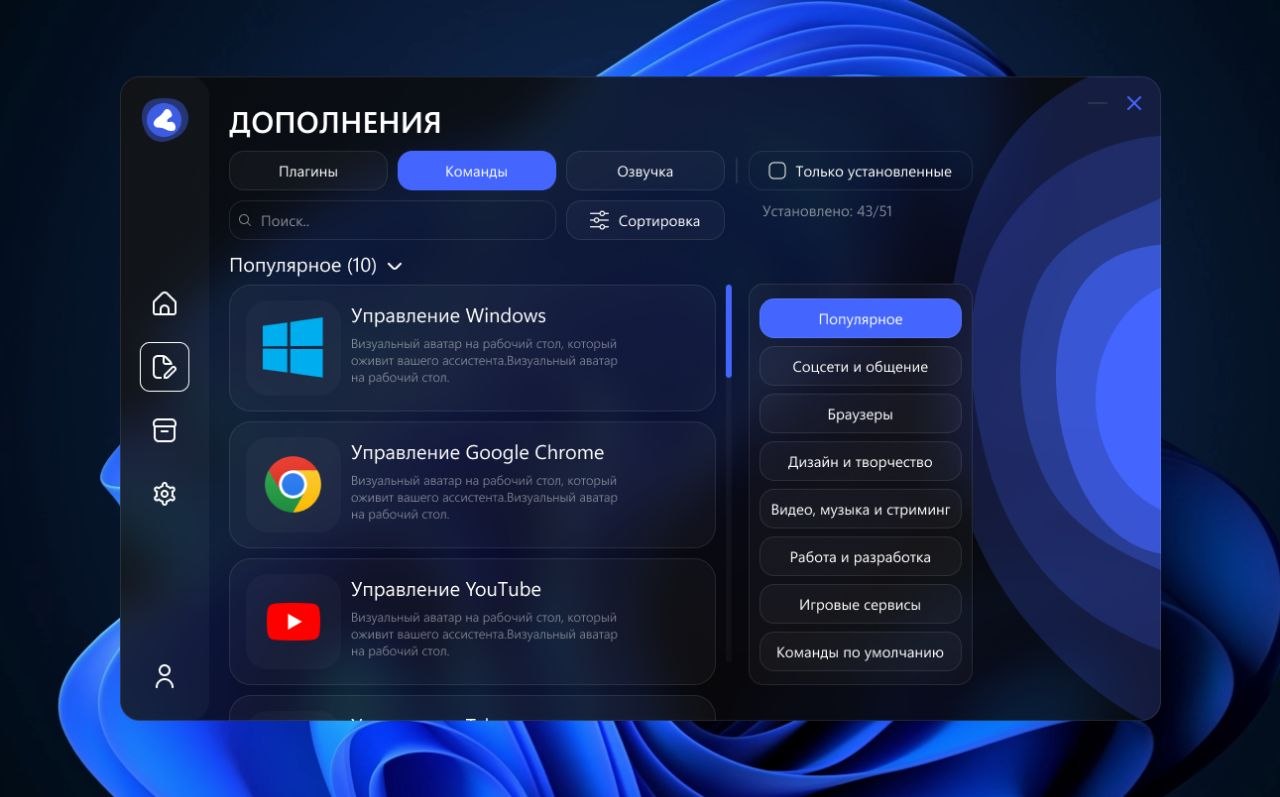 ДОПОЛНЕНИЯ
Плагины
Команды
Озвучка
Только установленные
Поиск..
Сортировка
Установлено: 43/51
Популярное (10)
Управление Windows
Визуальный аватар на рабочий стол, который
оживит вашего ассистента.Визуальный аватар
на рабочий стол.
Управление Google Chrome
Визуальный аватар на рабочий стол, который
оживит вашего ассистента.Визуальный аватар
на рабочий стол.
Управление YouTube
Визуальный аватар на рабочий стол, который
оживит вашего ассистента.Визуальный аватар
на рабочий стол.
Популярное
Соцсети и общение
Браузеры
Дизайн и творчество
Видео, музыка и стриминг
Работа и разработка
Игровые сервисы
Команды по умолчанию